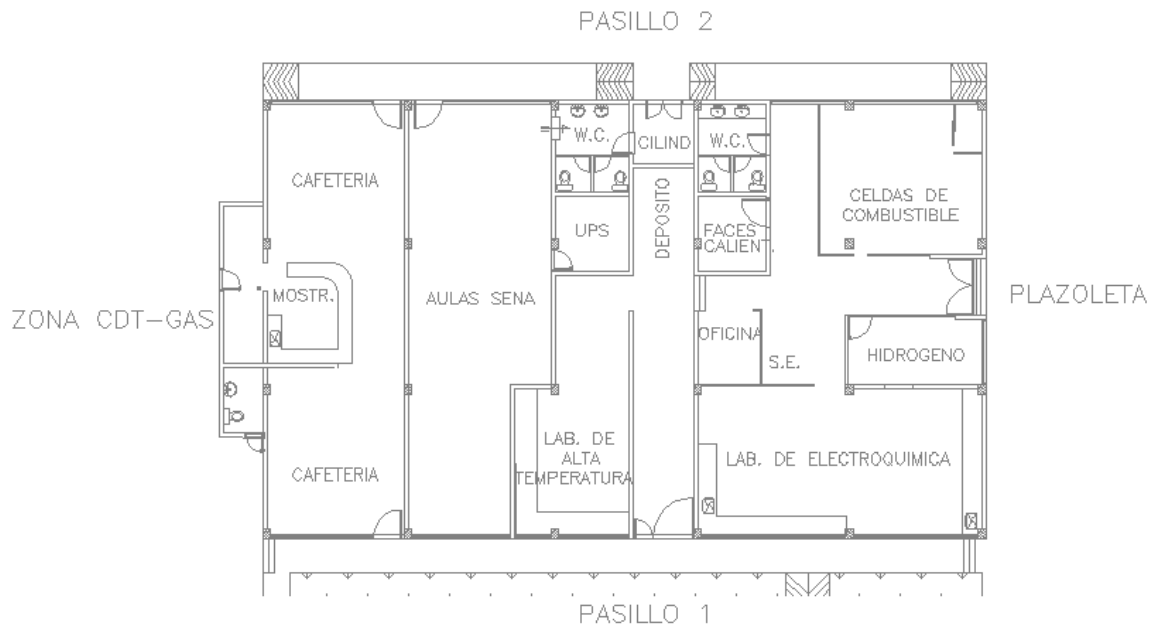 PASILLO 2
W.C.
CILIND
W.C.
CAFETERIA
DEPOSITO
CELDAS DE
COMBUSTIBLE
UPS
FACES
CALIENT.
MOSTR.
AULAS SENA
PLAZOLETA
ZONA CDT-GAS
OFICINA
HIDROGENO
S.E.
LAB. DE
ALTA
TEMPERATURA
LAB. DE ELECTROQUIMICA
CAFETERIA
PASILLO 1